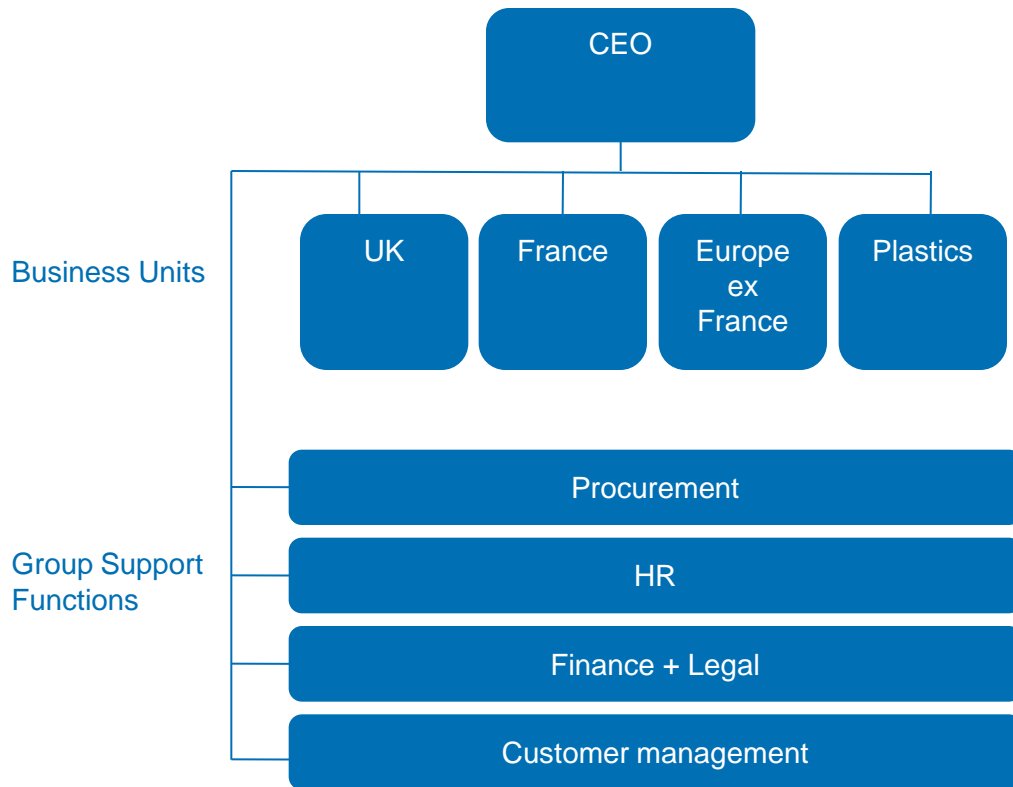 CEO
Business Units
UK
France
Europe
ex
France
Plastics
Group Support
Functions
Procurement
HR
Finance + Legal
Customer management